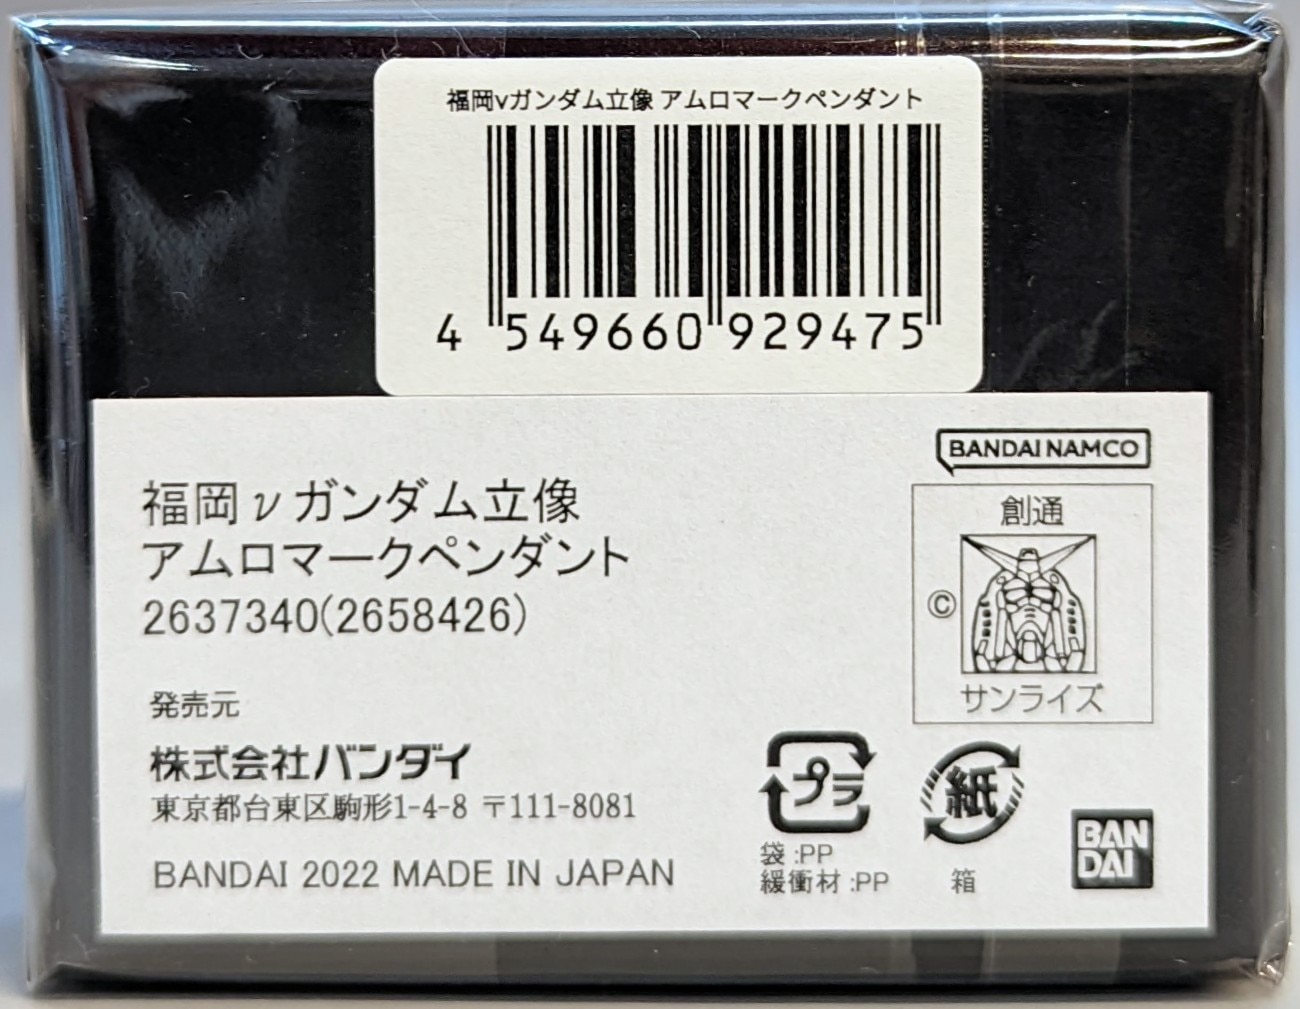 福岡νガンダム立像 アムロマークペンダント
4 549660 929475
BANDAI NAMCO
福岡νガンダム立像
アムロマークペンダント
2637340(2658426)
創通
©
サンライズ
発売元
株式会社バンダイ
東京都台東区駒形1-4-8 〒111-8081
BANDAI 2022 MADE IN JAPAN
プラ
袋:PP
緩衝材:PP
紙
箱
BAN
DAI